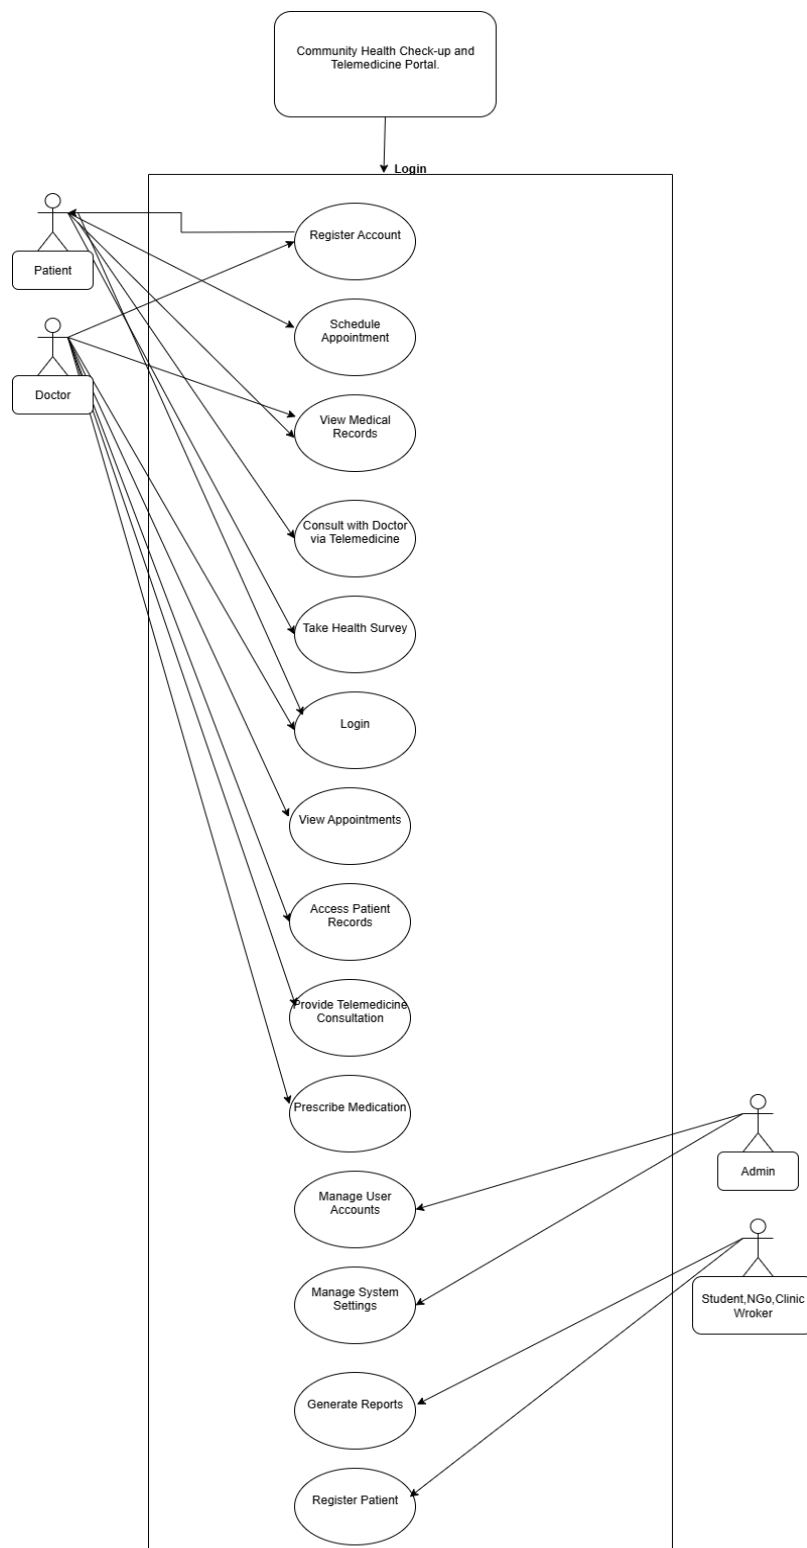 Community Health Check-up and
Telemedicine Portal.
Login
Register Account
Patient
Schedule
Appointment
Doctor
View Medical
Records
Consult with Doctor
via Telemedicine
Take Health Survey
Login
View Appointments
Access Patient
Records
Provide Telemedicine
Consultation
Prescribe Medication
Admin
Manage User
Accounts
Manage System
Settings
Student,NGo,Clinic
Wroker
Generate Reports
Register Patient